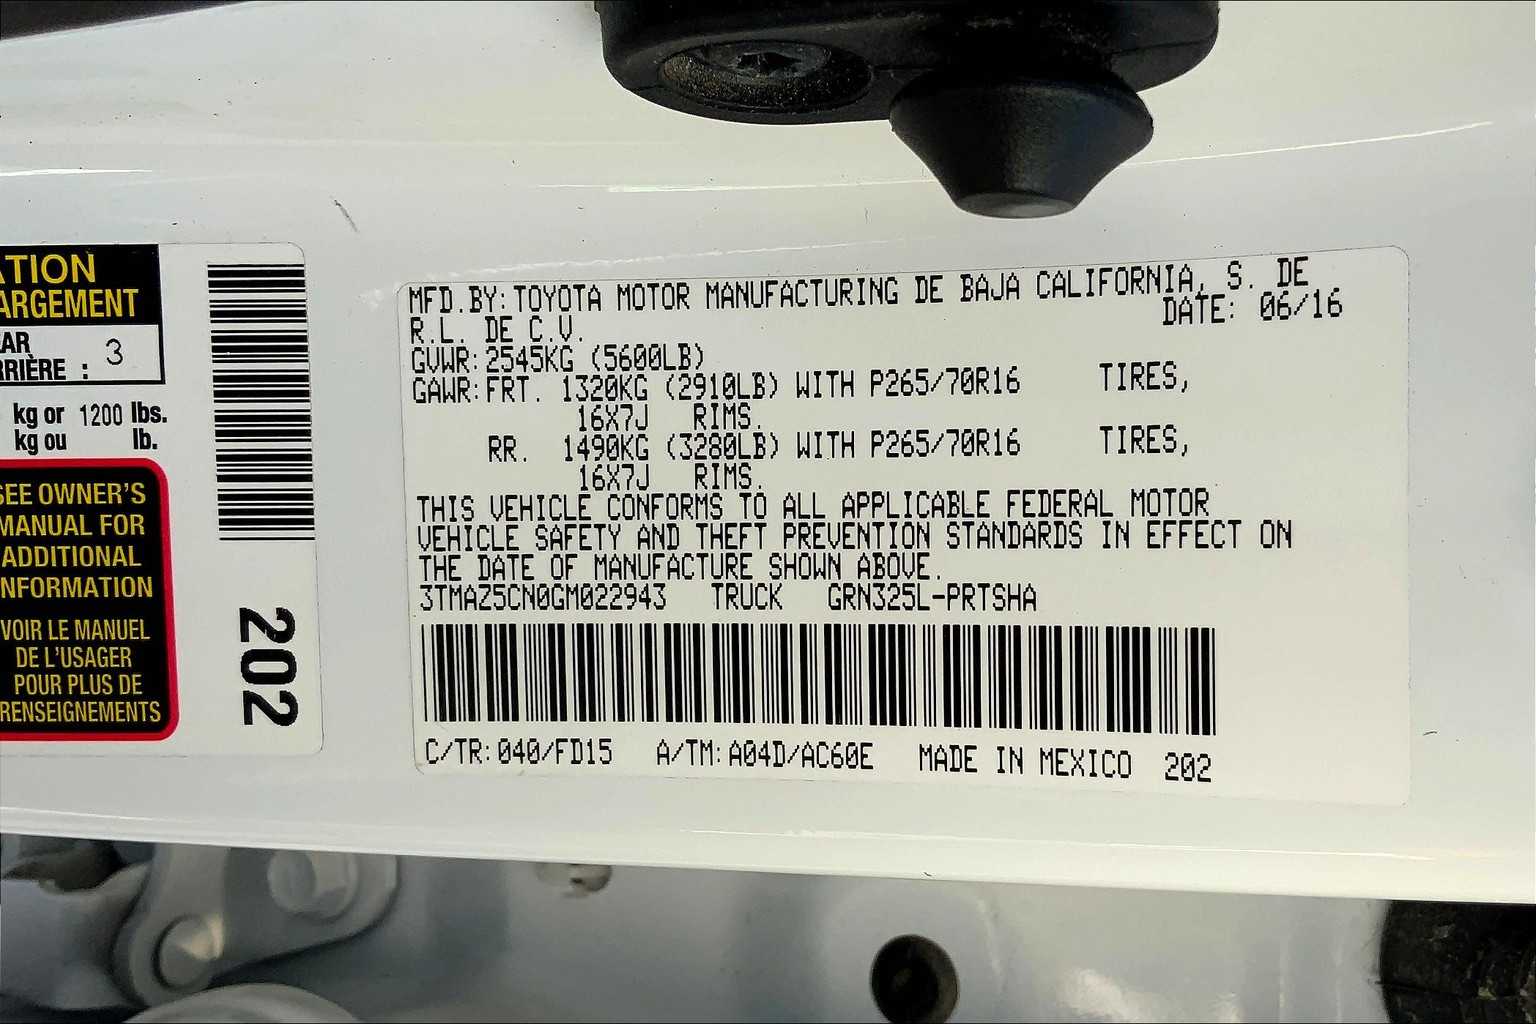 ATION
ARGEMENT
EAR
RRIÈRE : 3
kg or 1200 lbs.
kg ou lb.
SEE OWNER'S
MANUAL FOR
ADDITIONAL
INFORMATION
VOIR LE MANUEL
DE L'USAGER
POUR PLUS DE
RENSEIGNEMENTS
202
MFD.BY:TOYOTA MOTOR MANUFACTURING DE BAJA CALIFORNIA, S. DE
R.L. DE C.V. DATE: 06/16
GVWR:2545KG (5600LB)
GAWR:FRT. 1320KG (2910LB) WITH P265/70R16 TIRES,
16X7J RIMS.
RR. 1490KG (3280LB) WITH P265/70R16 TIRES,
16X7J RIMS.
THIS VEHICLE CONFORMS TO ALL APPLICABLE FEDERAL MOTOR
VEHICLE SAFETY AND THEFT PREVENTION STANDARDS IN EFFECT ON
THE DATE OF MANUFACTURE SHOWN ABOVE.
3TMAZ5CN0GM022943 TRUCK GRN325L-PRTSHA
C/TR:040/FD15 A/TM:A04D/AC60E MADE IN MEXICO 202